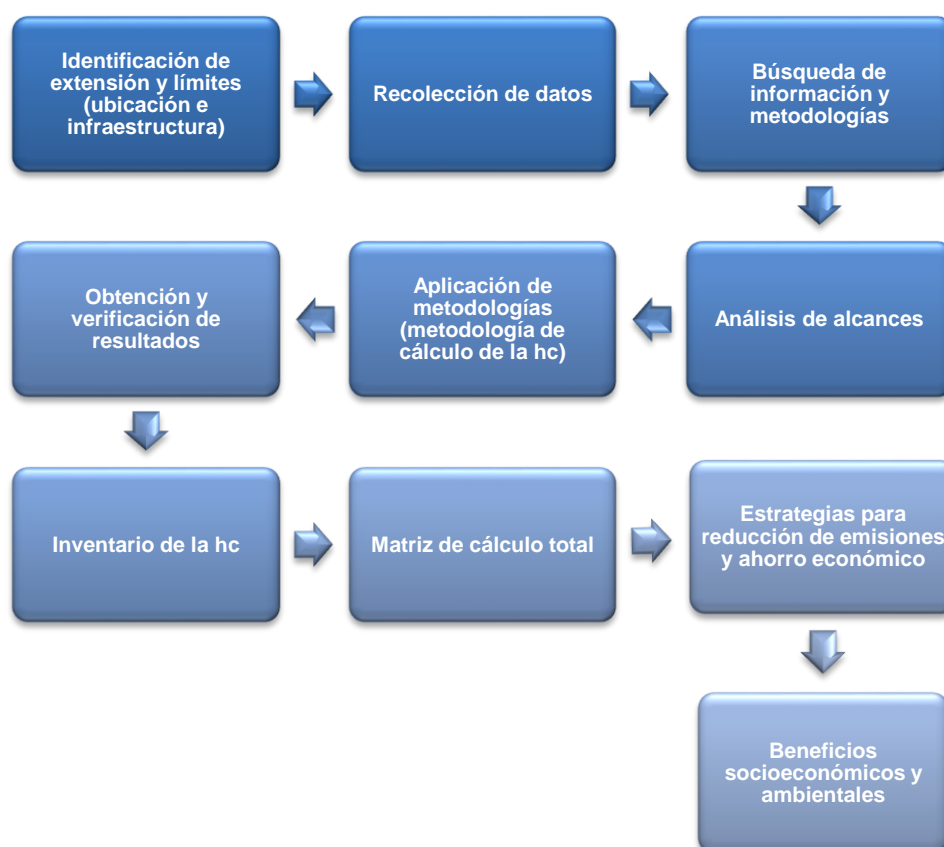 Identificación de
extensión y límites
(ubicación e
infraestructura)
Recolección de datos
Búsqueda de
información y
metodologías
Análisis de alcances
Aplicación de
metodologías
(metodología de
cálculo de la hc)
Obtención y
verificación de
resultados
Inventario de la hc
Matriz de cálculo total
Estrategias para
reducción de emisiones
y ahorro económico
Beneficios
socioeconómicos y
ambientales